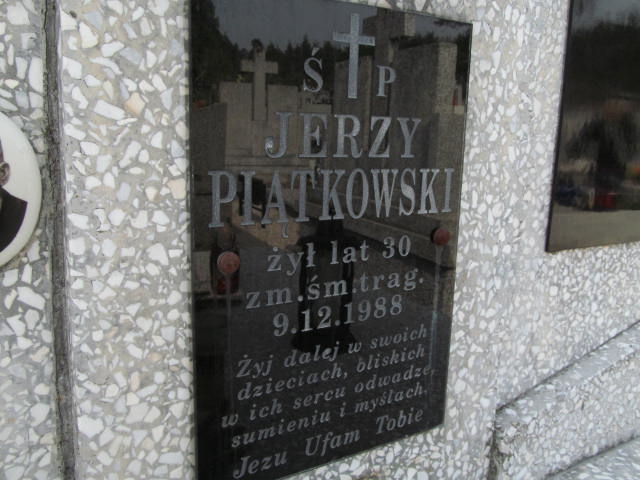 Ś P
JERZY
PIĄTKOWSKI
żył lat 30
zm.śm.trag.
9.12.1988
Żyj dalej w swoich
dzieciach, bliskich
w ich sercu odwadze,
sumieniu i myślach.
Jezu Ufam Tobie